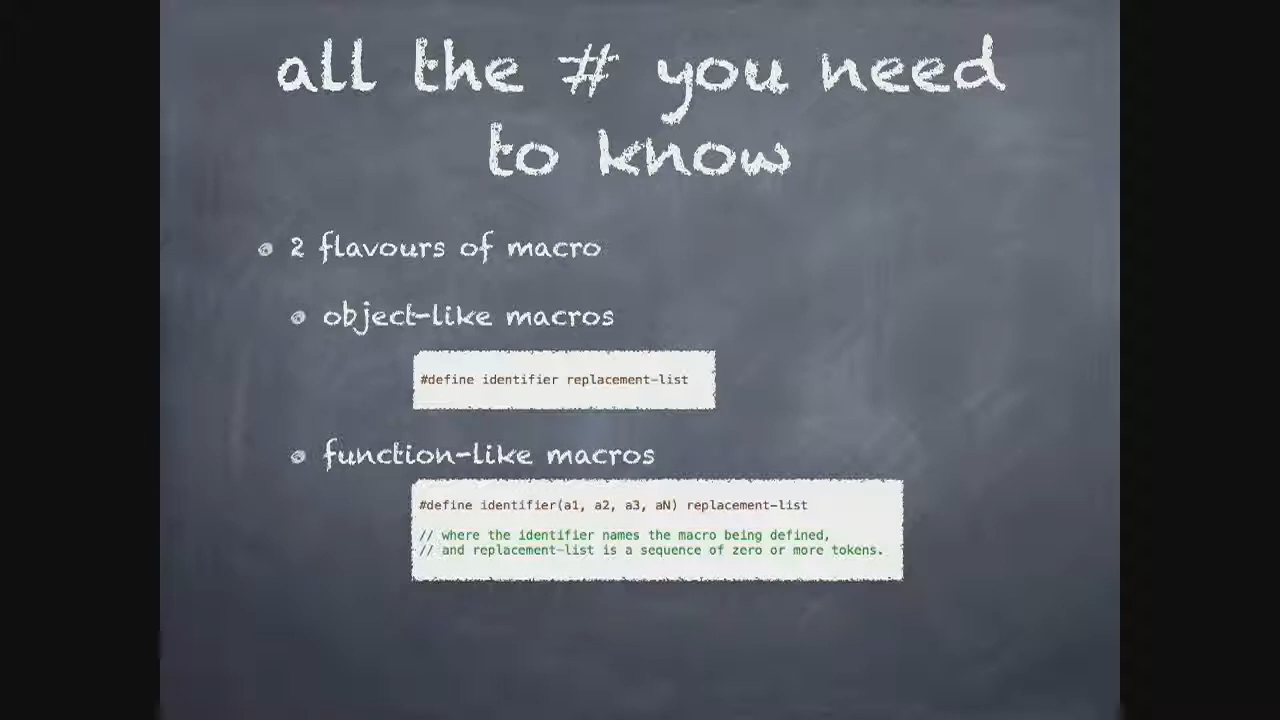 all the # you need
to know
2 flavours of macro
object-like macros
#define identifier replacement-list
function-like macros
#define identifier(a1, a2, a3, aN) replacement-list
// where the identifier names the macro being defined,
// and replacement-list is a sequence of zero or more tokens.